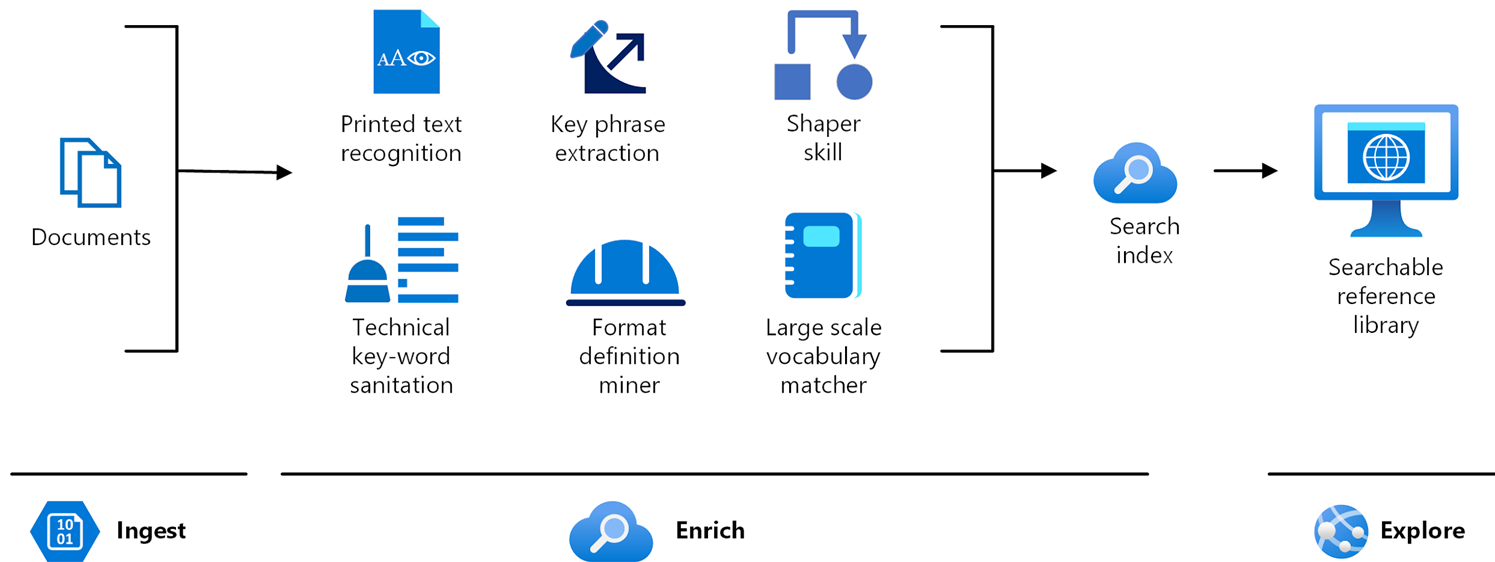 Documents
AA
Printed text
recognition
Key phrase
extraction
Shaper
skill
Technical
key-word
sanitation
Format
definition
miner
Large scale
vocabulary
matcher
Search
index
Searchable
reference
library
10
01
Ingest
Enrich
Explore